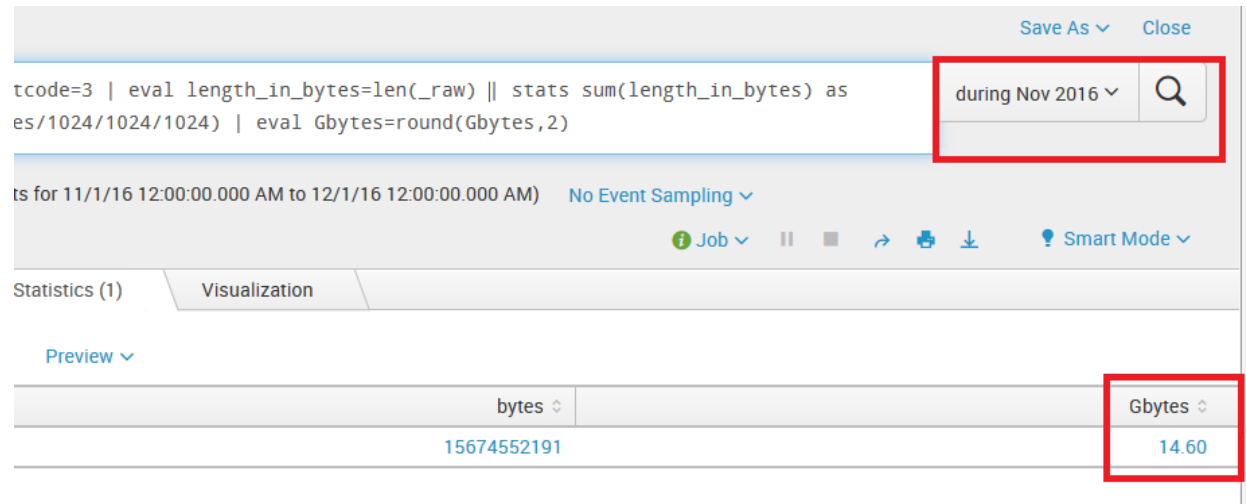 Save As Close
tcode=3 | eval length_in_bytes=len(_raw) || stats sum(length_in_bytes) as
during Nov 2016
es/1024/1024/1024) | eval Gbytes=round(Gbytes,2)
ts for 11/1/16 12:00:00.000 AM to 12/1/16 12:00:00.000 AM) No Event Sampling
Job Smart Mode
Statistics (1) Visualization
Preview
bytes Gbytes
15674552191 14.60